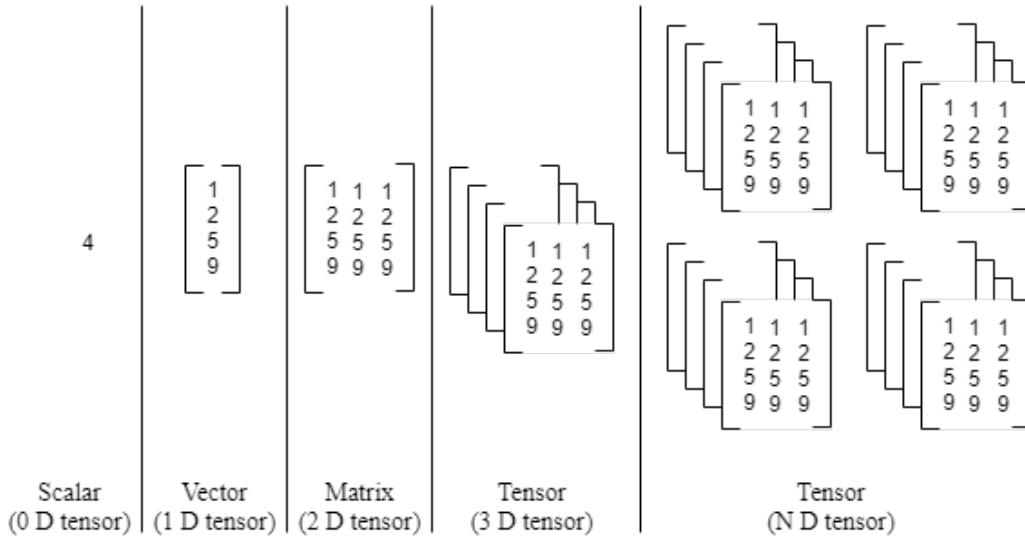 4
1
2
5
9
1 1 1
2 2 2
5 5 5
9 9 9
1 1 1
2 2 2
5 5 5
9 9 9
1 1 1
2 2 2
5 5 5
9 9 9
1 1 1
2 2 2
5 5 5
9 9 9
1 1 1
2 2 2
5 5 5
9 9 9
1 1 1
2 2 2
5 5 5
9 9 9
Scalar
(0 D tensor)
Vector
(1 D tensor)
Matrix
(2 D tensor)
Tensor
(3 D tensor)
Tensor
(N D tensor)